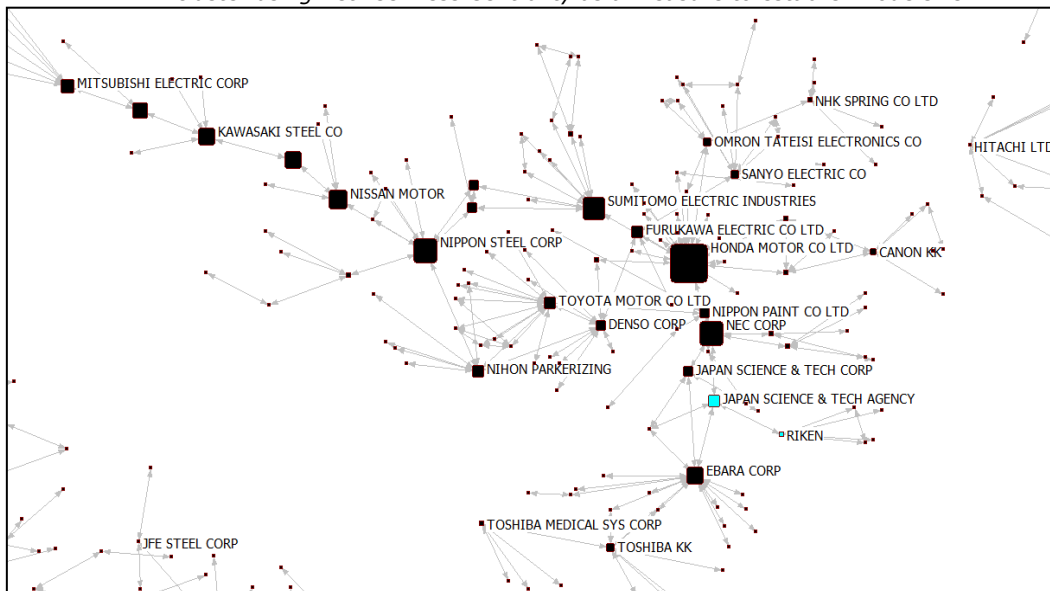 MITSUBISHI ELECTRIC CORP
NHK SPRING CO LTD
KAWASAKI STEEL CO
OMRON TATEISI ELECTRONICS CO
HITACHI LTD
SANYO ELECTRIC CO
NISSAN MOTOR
SUMITOMO ELECTRIC INDUSTRIES
FURUKAWA ELECTRIC CO LTD
NIPPON STEEL CORP
HONDA MOTOR CO LTD
CANON KK
TOYOTA MOTOR CO LTD
NIPPON PAINT CO LTD
DENSO CORP
NEC CORP
NIHON PARKERIZING
JAPAN SCIENCE & TECH CORP
JAPAN SCIENCE & TECH AGENCY
RIKEN
EBARA CORP
TOSHIBA MEDICAL SYS CORP
JFE STEEL CORP
TOSHIBA KK